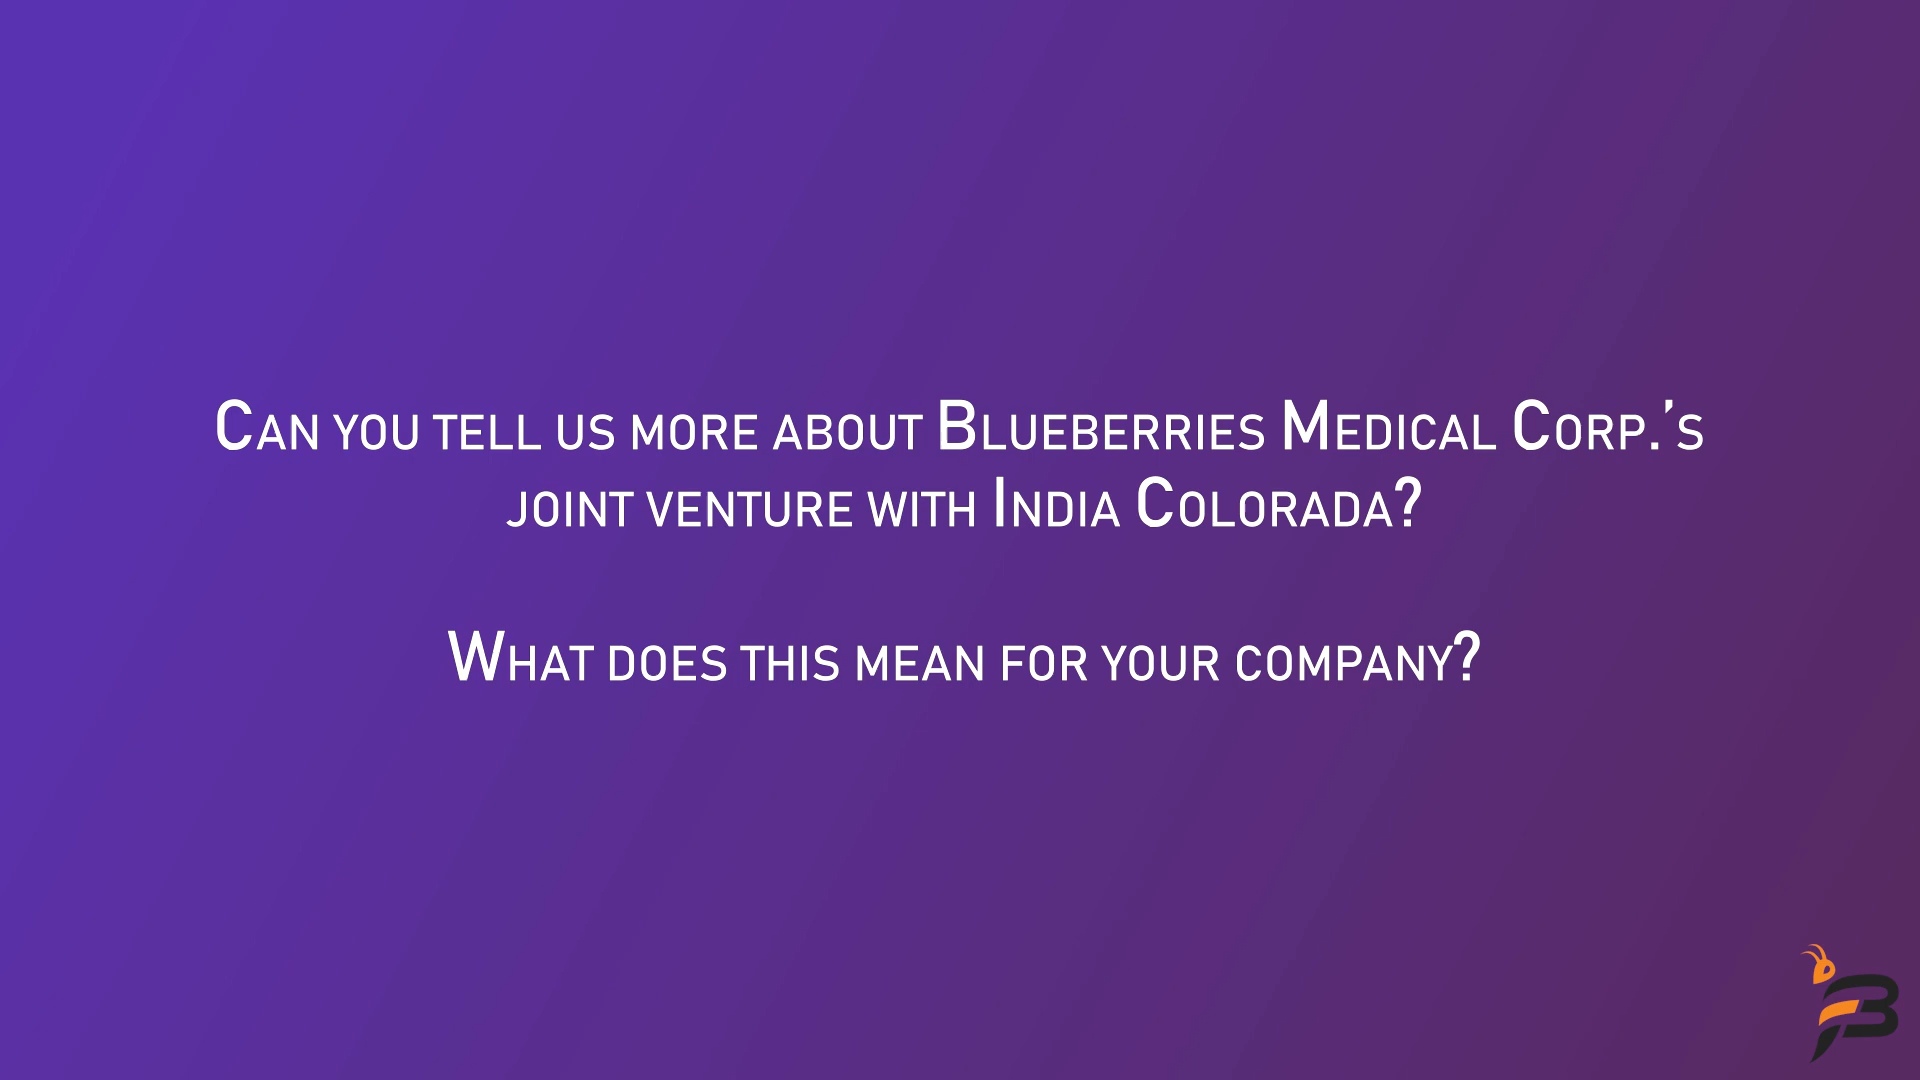 Can you tell us more about Blueberries Medical Corp.’s
joint venture with India Colorada?
What does this mean for your company?